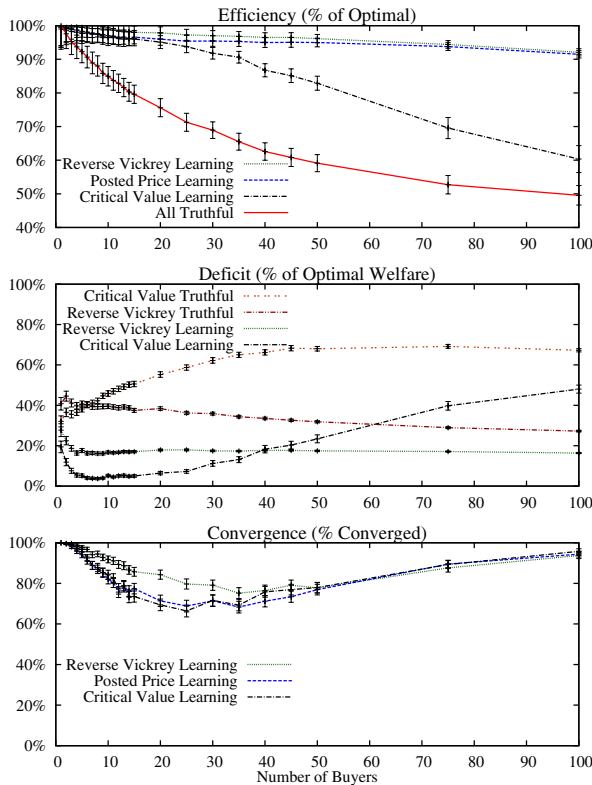 Efficiency (% of Optimal)
100%
90%
80%
70%
60%
50%
40%
Reverse Vickrey Learning
Posted Price Learning
Critical Value Learning
All Truthful
0 10 20 30 40 50 60 70 80 90 100
Deficit (% of Optimal Welfare)
100%
80%
60%
40%
20%
0%
Critical Value Truthful
Reverse Vickrey Truthful
Reverse Vickrey Learning
Critical Value Learning
0 10 20 30 40 50 60 70 80 90 100
Convergence (% Converged)
100%
80%
60%
40%
20%
0%
Reverse Vickrey Learning
Posted Price Learning
Critical Value Learning
0 10 20 30 40 50 60 70 80 90 100
Number of Buyers